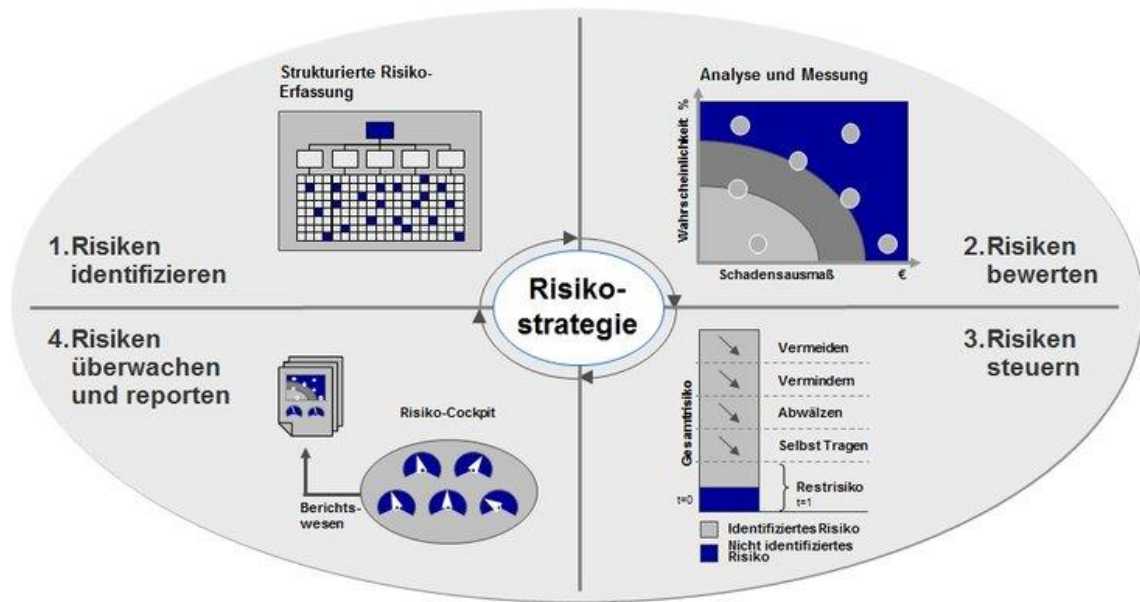 Strukturierte Risiko-
Erfassung
1.Risiken
identifizieren
Analyse und Messung
Wahrscheinlichkeit %
Schadensausmaß €
2.Risiken
bewerten
Risiko-
strategie
3.Risiken
steuern
Gesamtrisiko
Vermeiden
Vermindern
Abwälzen
Selbst Tragen
Restrisiko
t=0
t=1
Identifiziertes Risiko
Nicht identifiziertes
Risiko
4.Risiken
überwachen
und reporten
Risiko-Cockpit
Berichts-
wesen